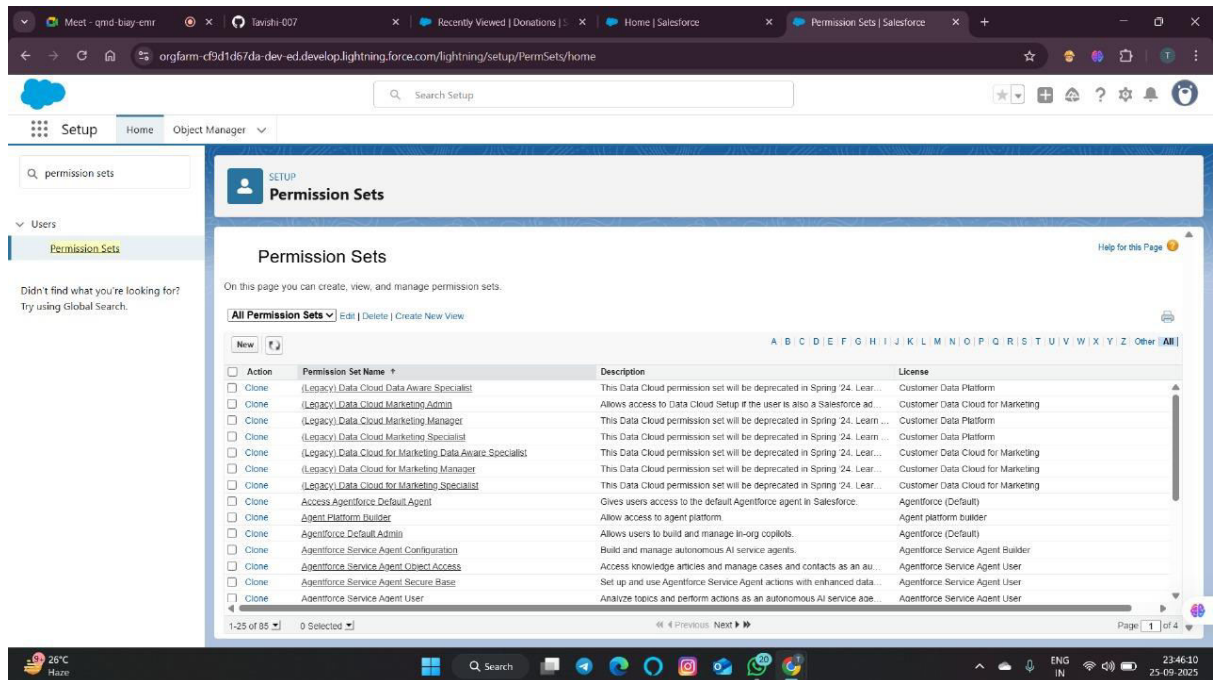 Meet - qmd-biay-emr
Tavishi-007
Recently Viewed | Donations | S
Home | Salesforce
Permission Sets | Salesforce
orgfarm-cf9d1d67da-dev-ed.develop.lightning.force.com/lightning/setup/PermSets/home
T
Search Setup
Setup Home Object Manager
permission sets
Users
Permission Sets
Didn't find what you're looking for?
Try using Global Search.
SETUP
Permission Sets
Permission Sets
Help for this Page
On this page you can create, view, and manage permission sets.
All Permission Sets Edit | Delete | Create New View
New A | B | C | D | E | F | G | H | I | J | K | L | M | N | O | P | Q | R | S | T | U | V | W | X | Y | Z | Other All
Action Permission Set Name ↑ Description License
Clone (Legacy) Data Cloud Data Aware Specialist This Data Cloud permission set will be deprecated in Spring '24. Lear... Customer Data Platform
Clone (Legacy) Data Cloud Marketing Admin Allows access to Data Cloud Setup if the user is also a Salesforce ad... Customer Data Cloud for Marketing
Clone (Legacy) Data Cloud Marketing Manager This Data Cloud permission set will be deprecated in Spring '24. Learn ... Customer Data Platform
Clone (Legacy) Data Cloud Marketing Specialist This Data Cloud permission set will be deprecated in Spring '24. Learn ... Customer Data Platform
Clone (Legacy) Data Cloud for Marketing Data Aware Specialist This Data Cloud permission set will be deprecated in Spring '24. Lear... Customer Data Cloud for Marketing
Clone (Legacy) Data Cloud for Marketing Manager This Data Cloud permission set will be deprecated in Spring '24. Lear... Customer Data Cloud for Marketing
Clone (Legacy) Data Cloud for Marketing Specialist This Data Cloud permission set will be deprecated in Spring '24. Lear... Customer Data Cloud for Marketing
Clone Access Agentforce Default Agent Gives users access to the default Agentforce agent in Salesforce. Agentforce (Default)
Clone Agent Platform Builder Allow access to agent platform. Agent platform builder
Clone Agentforce Default Admin Allows users to build and manage in-org copilots. Agentforce (Default)
Clone Agentforce Service Agent Configuration Build and manage autonomous AI service agents. Agentforce Service Agent Builder
Clone Agentforce Service Agent Object Access Access knowledge articles and manage cases and contacts as an au... Agentforce Service Agent User
Clone Agentforce Service Agent Secure Base Set up and use Agentforce Service Agent actions with enhanced data... Agentforce Service Agent User
Clone Agentforce Service Agent User Analyze topics and perform actions as an autonomous AI service age... Agentforce Service Agent User
1-25 of 85 0 Selected Previous Next Page 1 of 4
26°C
Haze
Search
20
ENG
IN
23:46:10
25-09-2025